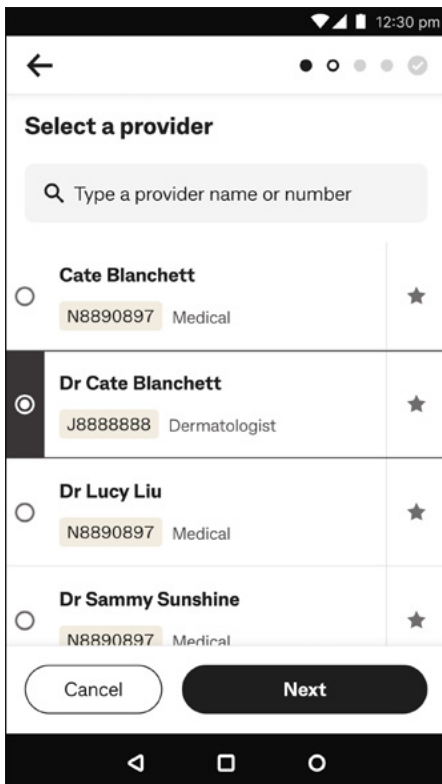 12:30 pm
Select a provider
Type a provider name or number
Cate Blanchett
N8890897 Medical
Dr Cate Blanchett
J8888888 Dermatologist
Dr Lucy Liu
N8890897 Medical
Dr Sammy Sunshine
N8890897 Medical
Cancel Next